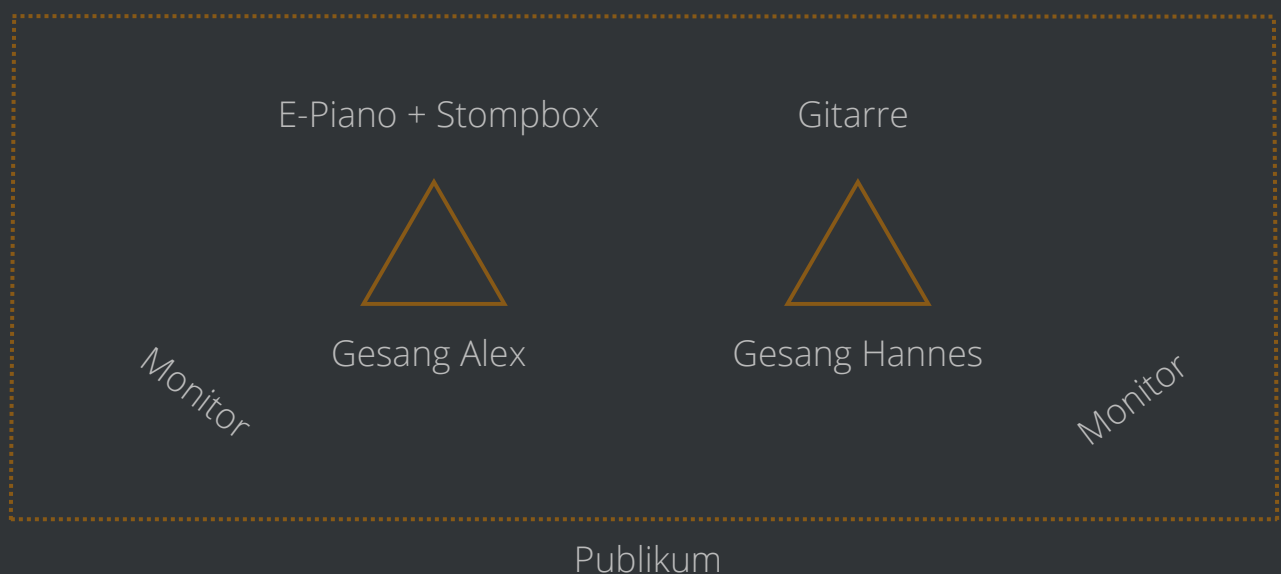 E-Piano + Stompbox
Gitarre
Gesang Alex
Gesang Hannes
Monitor
Monitor
Publikum